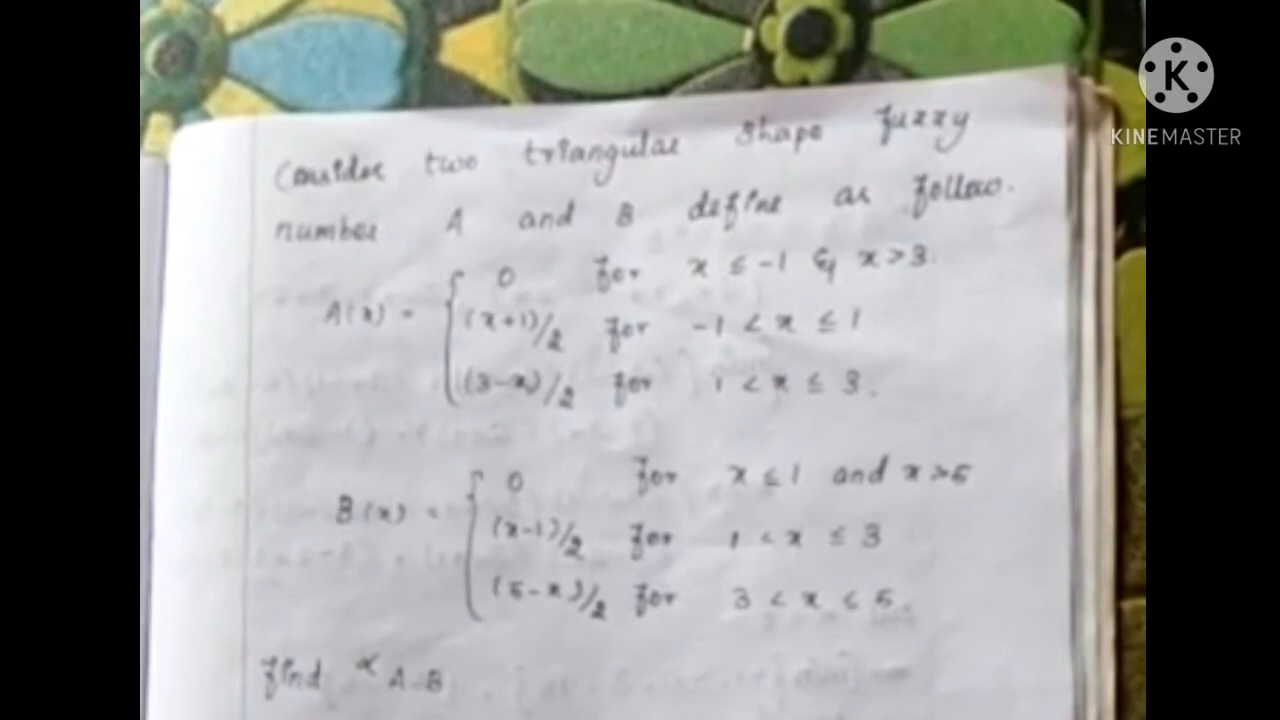 Consider two triangular shape fuzzy
number A and B define as follow.
A(x) = { 0 for x ≤ -1 & x > 3.
(x+1)/2 for -1 < x ≤ 1
(3-x)/2 for 1 < x ≤ 3.
B(x) = { 0 for x ≤ 1 and x > 5
(x-1)/2 for 1 < x ≤ 3
(5-x)/2 for 3 < x ≤ 5.
find αA-B
K
KINEMASTER